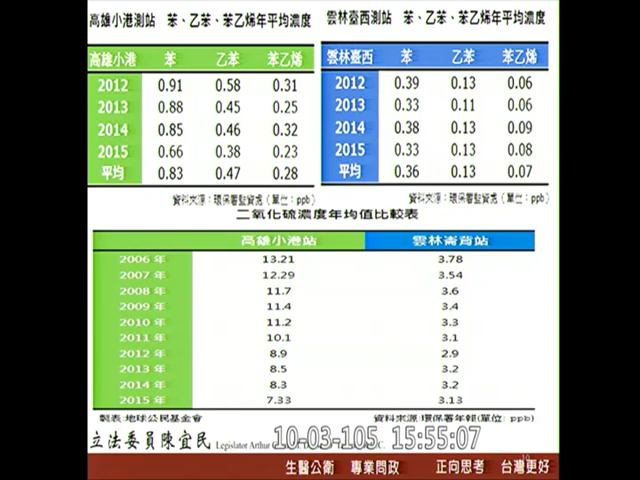 高雄小港測站 苯、乙苯、苯乙烯年平均濃度
高雄小港 苯 乙苯 苯乙烯
2012 0.91 0.58 0.31
2013 0.88 0.45 0.25
2014 0.85 0.46 0.32
2015 0.66 0.38 0.23
平均 0.83 0.47 0.28
資料來源：環保署監資處（單位：ppb）
雲林臺西測站 苯、乙苯、苯乙烯年平均濃度
雲林臺西 苯 乙苯 苯乙烯
2012 0.39 0.13 0.06
2013 0.33 0.11 0.06
2014 0.38 0.13 0.09
2015 0.33 0.13 0.08
平均 0.36 0.13 0.07
資料來源：環保署監資處（單位：ppb）
二氧化硫濃度年均值比較表
高雄小港站 雲林崙背站
2006 年 13.21 3.78
2007 年 12.29 3.54
2008 年 11.7 3.6
2009 年 11.4 3.4
2010 年 11.2 3.3
2011 年 10.1 3.1
2012 年 8.9 2.9
2013 年 8.5 3.2
2014 年 8.3 3.2
2015 年 7.33 3.13
製表:地球公民基金會 資料來源:環保署年報(單位: ppb)
立法委員陳宜民 Legislator Arthur
10-03-105 15:55:07
生醫公衛 專業問政 正向思考 台灣更好
10